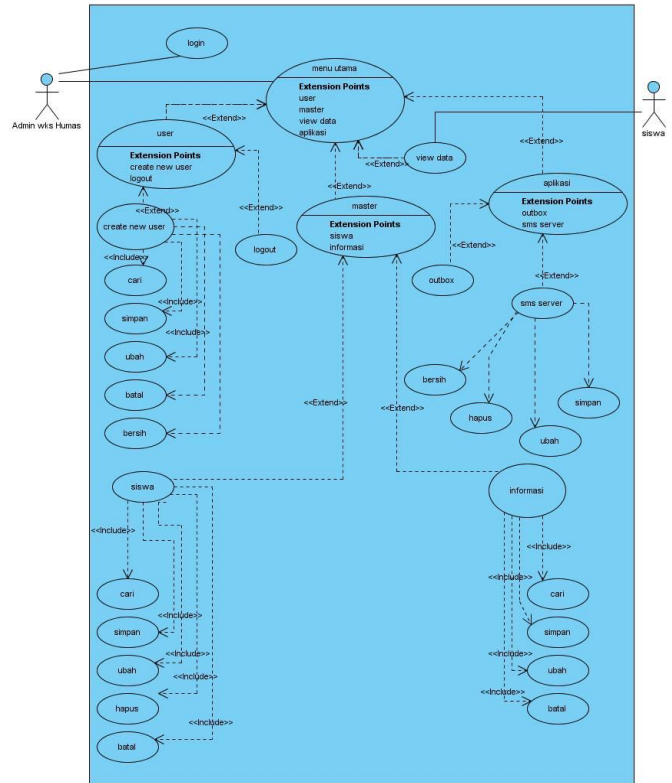 login
menu utama
Extension Points
user
master
view data
aplikasi
Admin wks Humas
siswa
<<Extend>>
user
Extension Points
create new user
logout
<<Extend>>
view data
<<Extend>>
aplikasi
Extension Points
outbox
sms server
<<Extend>>
master
Extension Points
siswa
informasi
<<Extend>>
create new user
<<Extend>>
logout
<<Extend>>
outbox
<<Extend>>
sms server
<<Include>>
cari
<<Include>>
simpan
<<Include>>
ubah
batal
bersih
bersih
hapus
ubah
simpan
<<Extend>>
<<Extend>>
siswa
informasi
<<Include>>
<<Include>>
<<Include>>
cari
cari
<<Include>>
simpan
simpan
<<Include>>
<<Include>>
ubah
ubah
<<Include>>
hapus
<<Include>>
batal
<<Include>>
batal